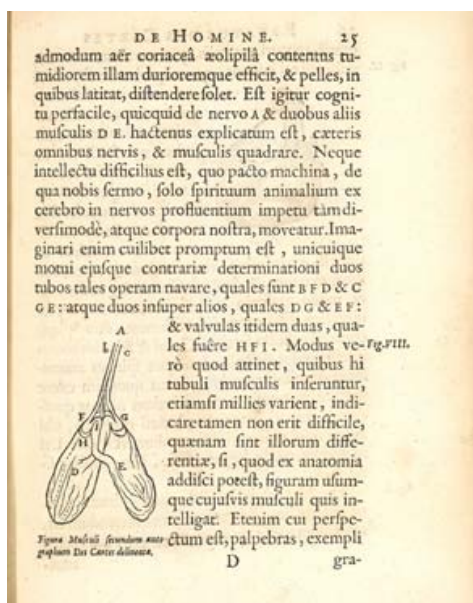 DE HOMINE. 25
admodum aër coriaceâ æolipilâ contentus tu-
midiorem illam durioremque efficit, & pelles, in
quibus latitat, distendere solet. Est igitur cogni-
tu perfacile, quicquid de nervo A & duobus aliis
musculis D E. hactenus explicatum est, cæteris
omnibus nervis, & musculis quadrare. Neque
intellectu difficilius est, quo pacto machina, de
qua nobis sermo, solo spirituum animalium ex
cerebro in nervos profluentium impetu tàm di-
versimodè, atque corpora nostra, moveatur. Ima-
ginari enim cuilibet promptum est, unicuique
motui ejusque contrariæ determinationi duos
tubos tales operam navare, quales sunt B F D & C
G E: atque duos insuper alios, quales D G & E F:
& valvulas itidem duas, qua-
les fuêre H F I. Modus ve-
Fig. VIII.
rò quod attinet, quibus hi
tubuli musculis inseruntur,
etiamsi millies varient, indi-
care tamen non erit difficile,
quænam sint illorum diffe-
rentiæ, si, quod ex anatomia
addisci potest, figuram usum-
que cujusvis musculi quis in-
telligat. Etenim cui perspe-
ctum est, palpebras, exempli
A
C
F G
H
D E
Figura Musculi secundum auto
graphum Des Cartes delineata.
D gra-